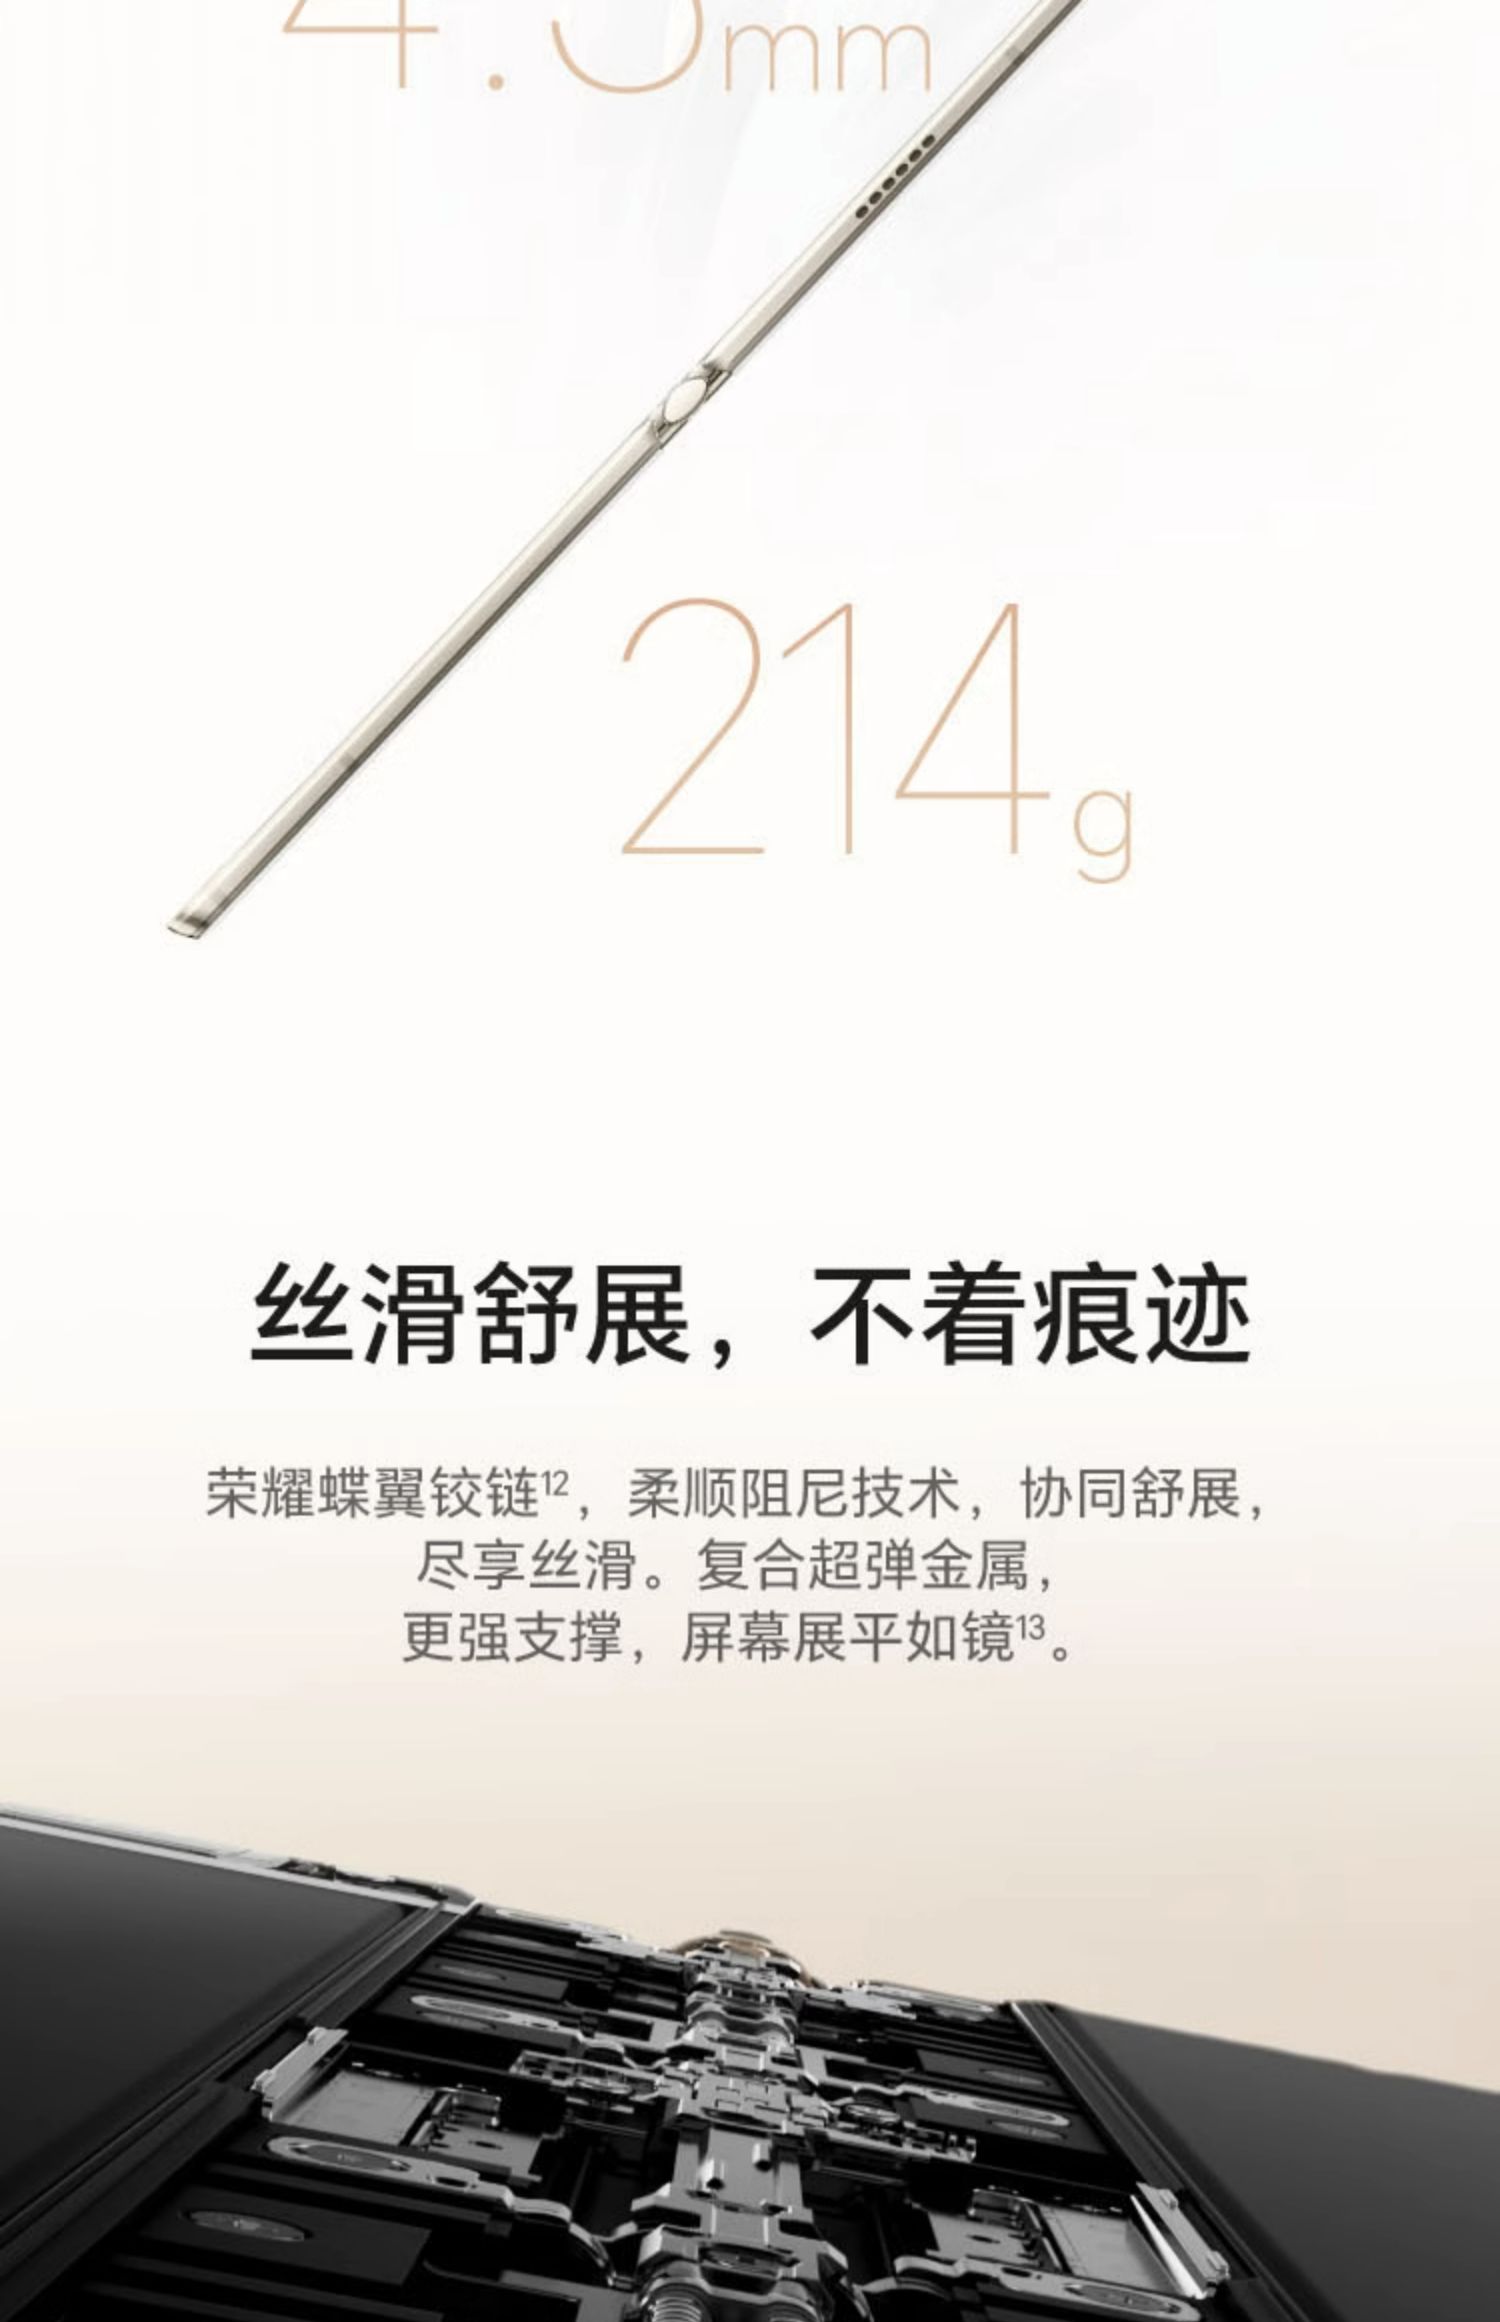 mm
214g
丝滑舒展，不着痕迹
荣耀蝶翼铰链12，柔顺阻尼技术，协同舒展，
尽享丝滑。复合超弹金属，
更强支撑，屏幕展平如镜13。